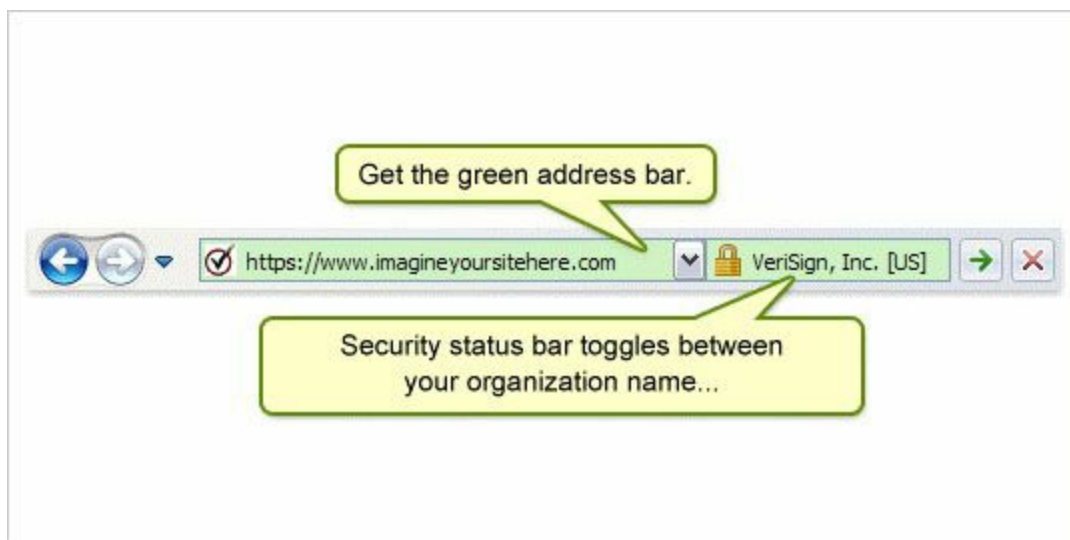 Get the green address bar.
https://www.imagineyoursitehere.com
VeriSign, Inc. [US]
Security status bar toggles between
your organization name...